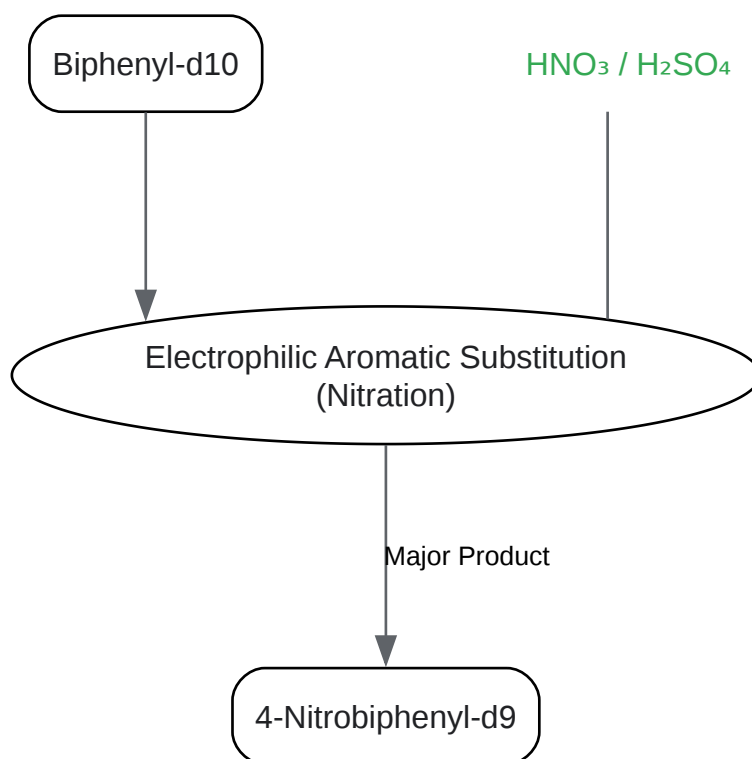 Biphenyl-d10
HNO₃ / H₂SO₄
Electrophilic Aromatic Substitution
(Nitration)
Major Product
4-Nitrobiphenyl-d9